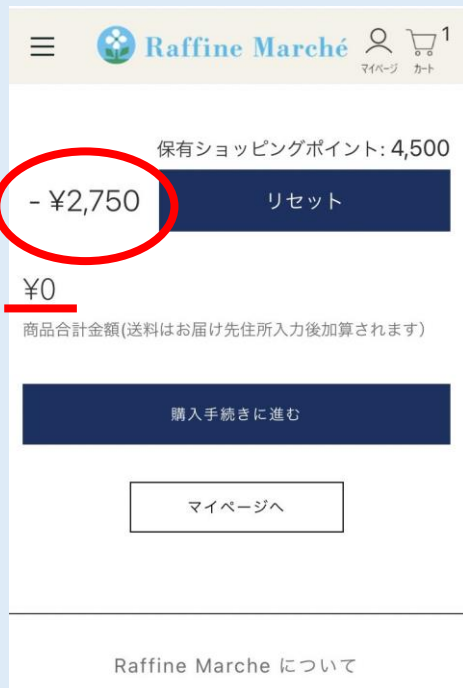 Raffine Marché
マイページ
カート
1
保有ショッピングポイント: 4,500
- ¥2,750
リセット
¥0
商品合計金額(送料はお届け先住所入力後加算されます)
購入手続きに進む
マイページへ
Raffine Marche について